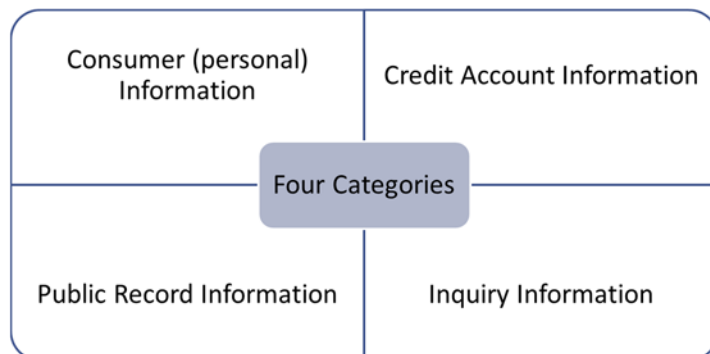 Consumer (personal)
Information
Credit Account Information
Four Categories
Public Record Information
Inquiry Information